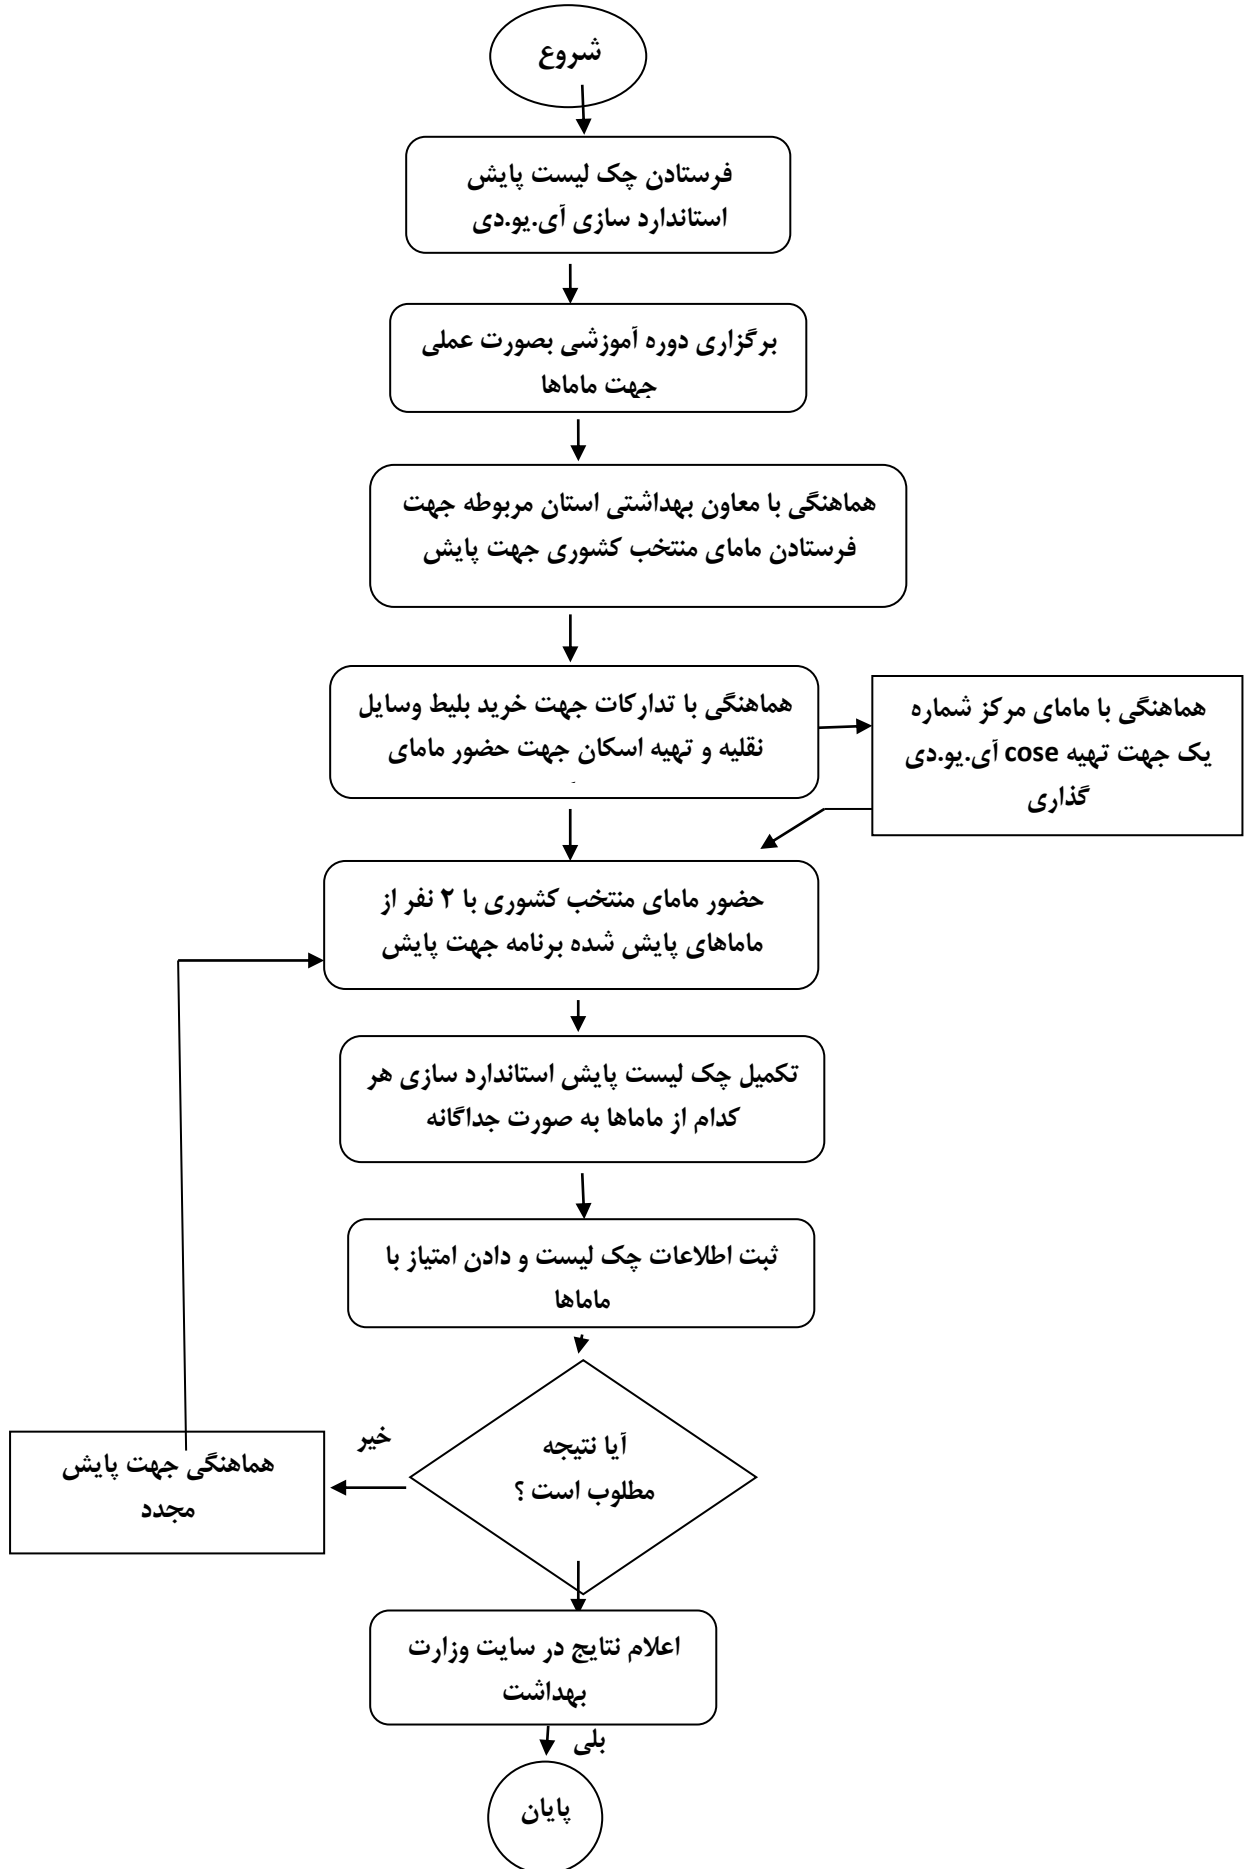 شروع
فرستادن چک لیست پایش
استاندارد سازی آی.یو.دی
برگزاری دوره آموزشی بصورت عملی
جهت ماماها
هماهنگی با معاون بهداشتی استان مربوطه جهت
فرستادن مامای منتخب کشوری جهت پایش
هماهنگی با تدارکات جهت خرید بلیط وسایل
نقلیه و تهیه اسکان جهت حضور مامای
هماهنگی با مامای مرکز شماره
یک جهت تهیه cose آی.یو.دی
گذاری
حضور مامای منتخب کشوری با ۲ نفر از
ماماهای پایش شده برنامه جهت پایش
تکمیل چک لیست پایش استاندارد سازی هر
کدام از ماماها به صورت جداگانه
ثبت اطلاعات چک لیست و دادن امتیاز با
ماماها
آیا نتیجه
مطلوب است ؟
خیر
هماهنگی جهت پایش
مجدد
اعلام نتایج در سایت وزارت
بهداشت
بلی
پایان